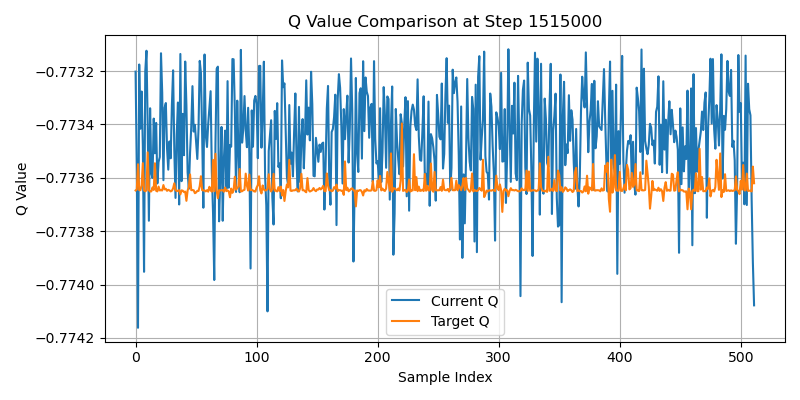 Q Value Comparison at Step 1515000
Q Value
−0.7732
−0.7734
−0.7736
−0.7738
−0.7740
−0.7742
Current Q
Target Q
0
100
200
300
400
500
Sample Index